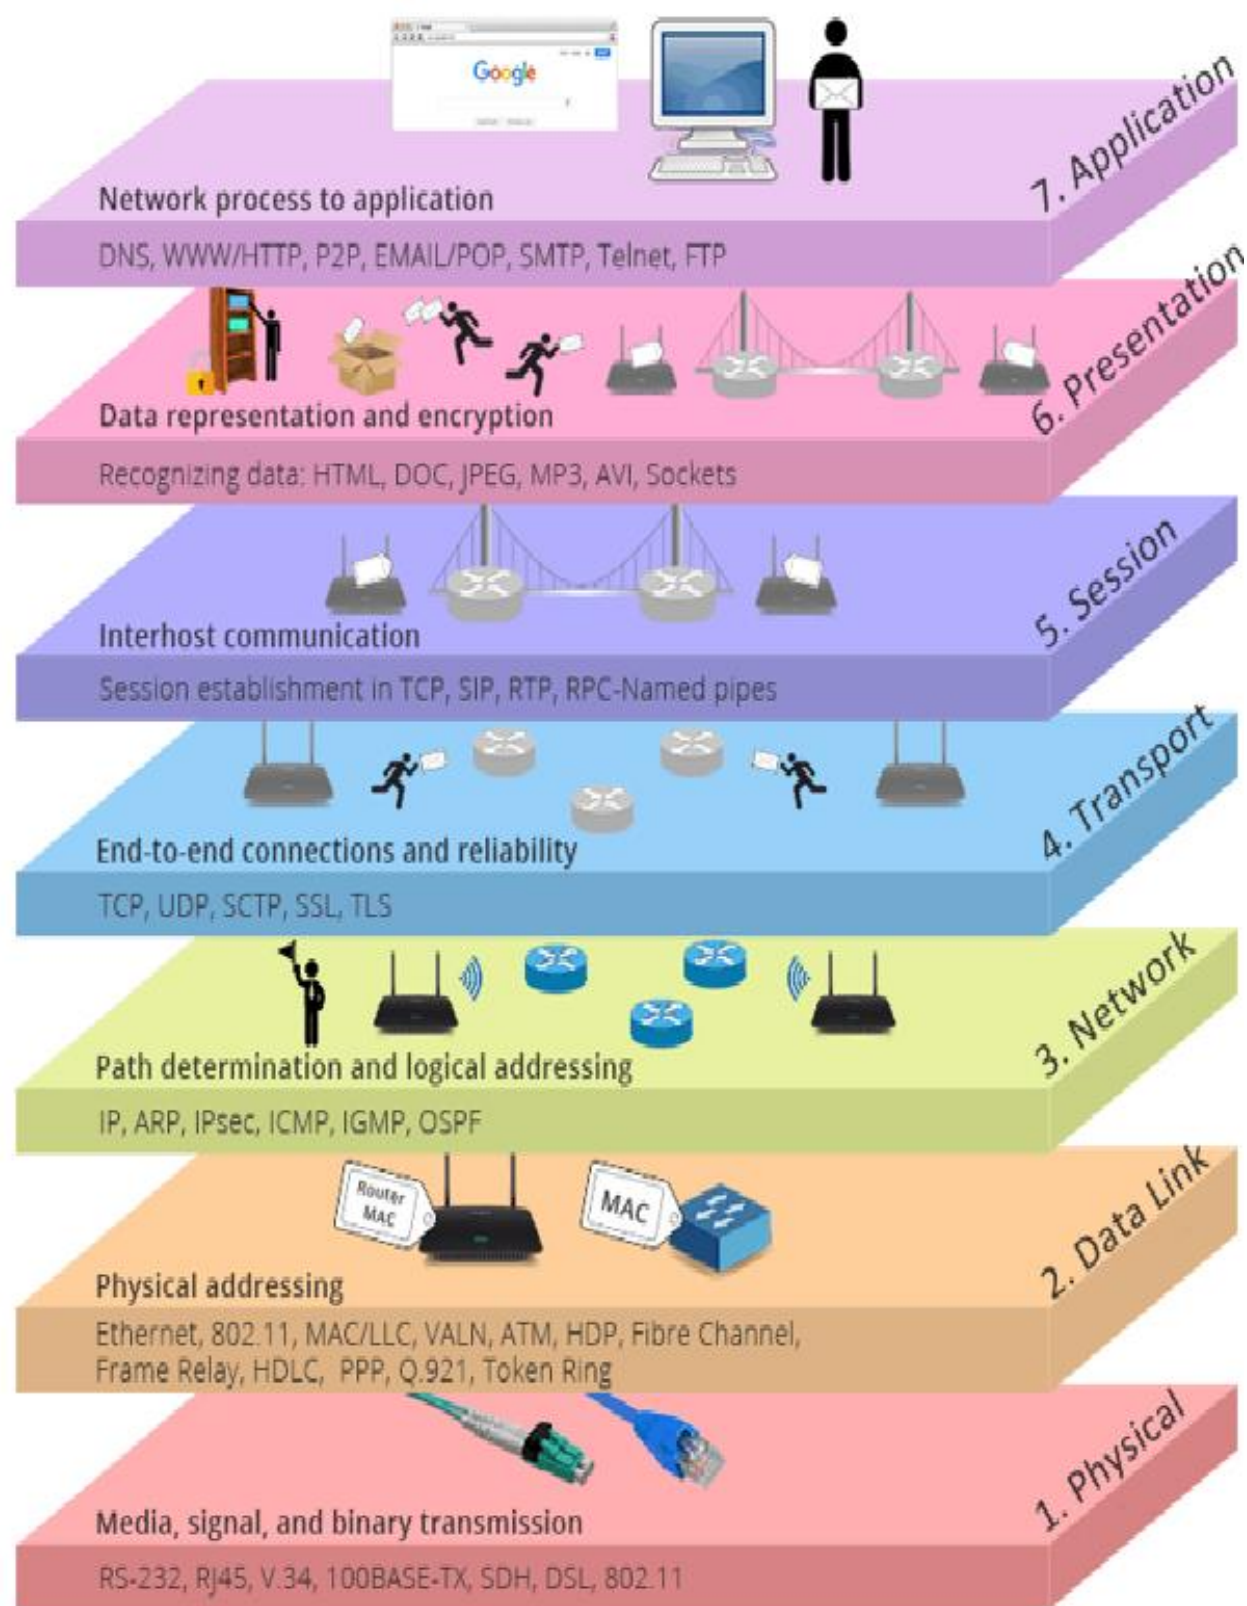 Google
7. Application
Network process to application
DNS, WWW/HTTP, P2P, EMAIL/POP, SMTP, Telnet, FTP
6. Presentation
Data representation and encryption
Recognizing data: HTML, DOC, JPEG, MP3, AVI, Sockets
5. Session
Interhost communication
Session establishment in TCP, SIP, RTP, RPC-Named pipes
4. Transport
End-to-end connections and reliability
TCP, UDP, SCTP, SSL, TLS
3. Network
Path determination and logical addressing
IP, ARP, IPsec, ICMP, IGMP, OSPF
Router
MAC
MAC
2. Data Link
Physical addressing
Ethernet, 802.11, MAC/LLC, VALN, ATM, HDP, Fibre Channel,
Frame Relay, HDLC, PPP, Q.921, Token Ring
1. Physical
Media, signal, and binary transmission
RS-232, RJ45, V.34, 100BASE-TX, SDH, DSL, 802.11